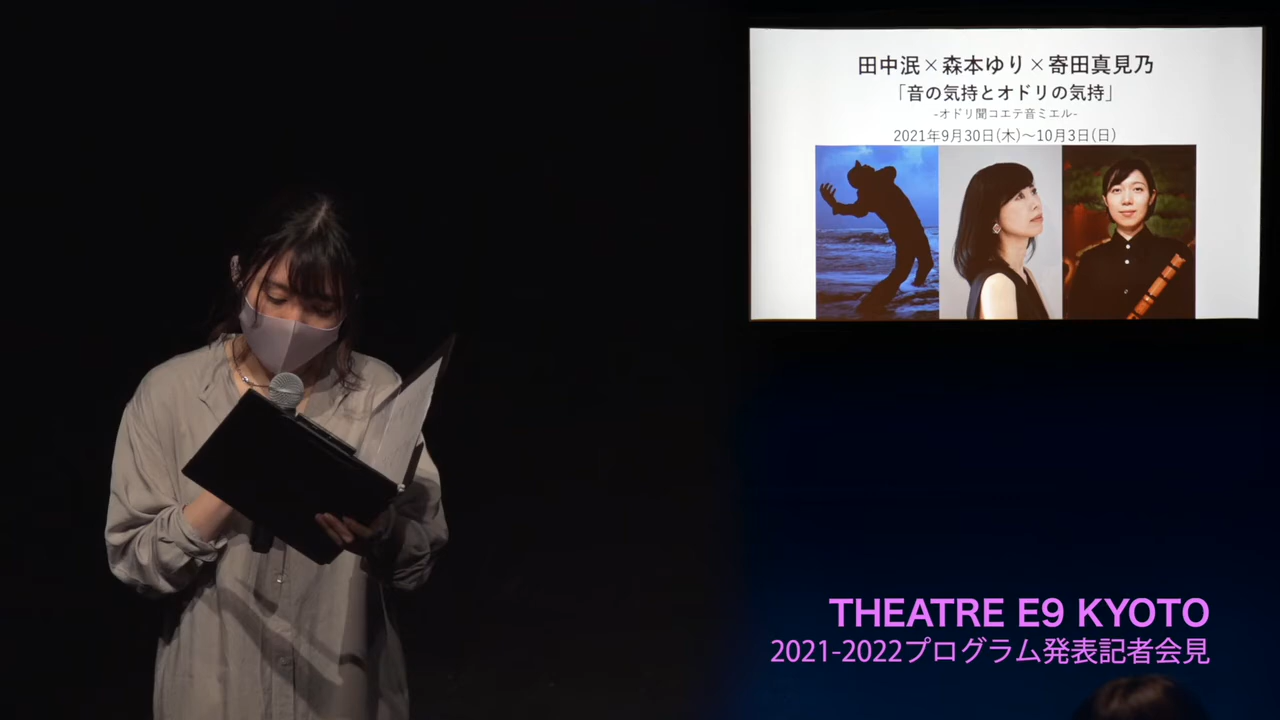 田中泯×森本ゆり×寄田真見乃
「音の気持とオドリの気持」
-オドリ聞コエテ音ミエル-
2021年9月30日(木)～10月3日(日)
THEATRE E9 KYOTO
2021-2022プログラム発表記者会見